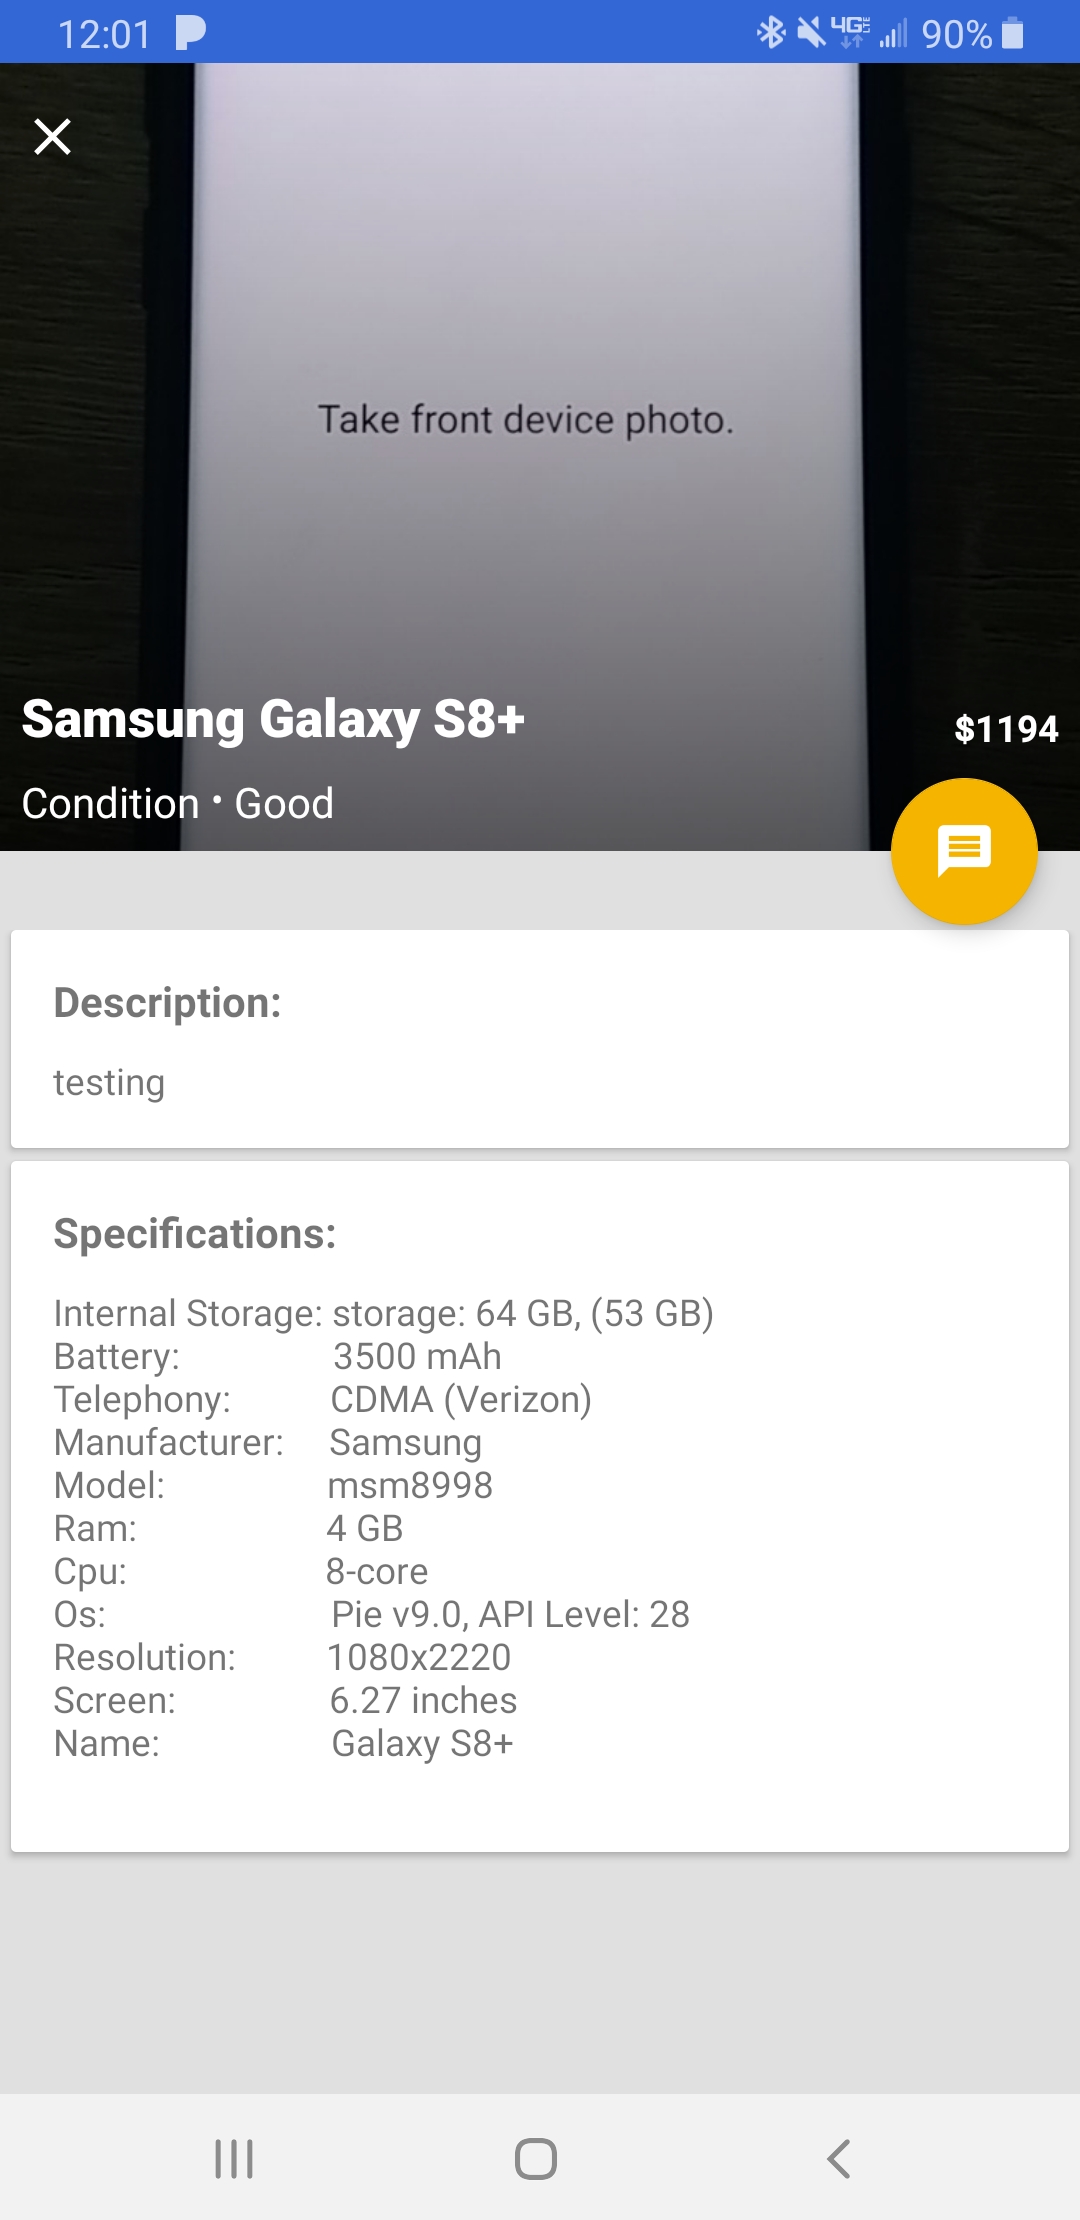 12:01 4G LTE 90%
Take front device photo.
Samsung Galaxy S8+
$1194
Condition • Good
Description:
testing
Specifications:
Internal Storage: storage: 64 GB, (53 GB)
Battery: 3500 mAh
Telephony: CDMA (Verizon)
Manufacturer: Samsung
Model: msm8998
Ram: 4 GB
Cpu: 8-core
Os: Pie v9.0, API Level: 28
Resolution: 1080x2220
Screen: 6.27 inches
Name: Galaxy S8+